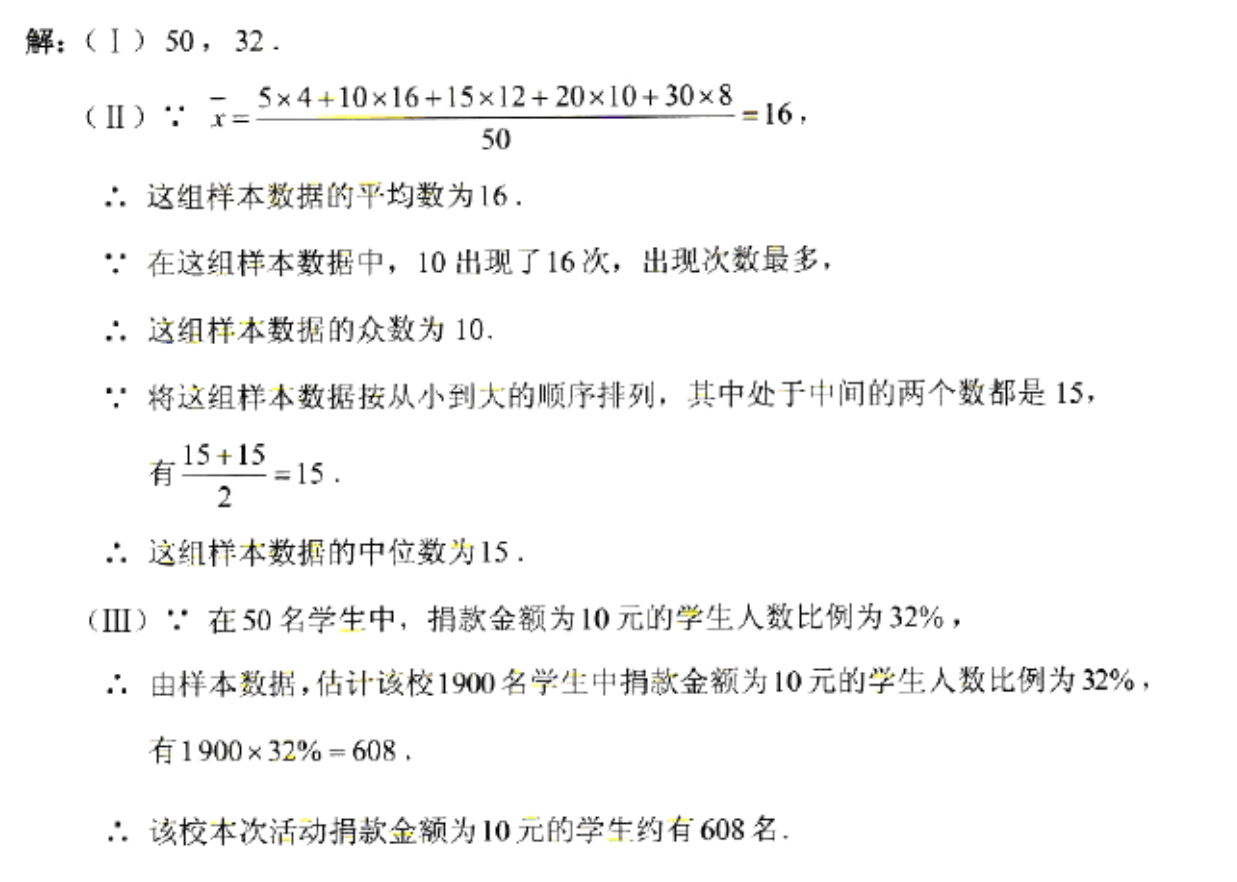 解：（Ⅰ） 50， 32．
（Ⅱ）∵ x̄ = (5×4+10×16+15×12+20×10+30×8)/50 = 16，
∴ 这组样本数据的平均数为16．
∵ 在这组样本数据中，10 出现了16 次，出现次数最多，
∴ 这组样本数据的众数为 10．
∵ 将这组样本数据按从小到大的顺序排列，其中处于中间的两个数都是 15，
有 (15+15)/2 = 15．
∴ 这组样本数据的中位数为15．
（Ⅲ）∵ 在 50 名学生中，捐款金额为10 元的学生人数比例为 32%，
∴ 由样本数据，估计该校1900 名学生中捐款金额为10 元的学生人数比例为 32%，
有1900×32% = 608．
∴ 该校本次活动捐款金额为10 元的学生约有 608 名．